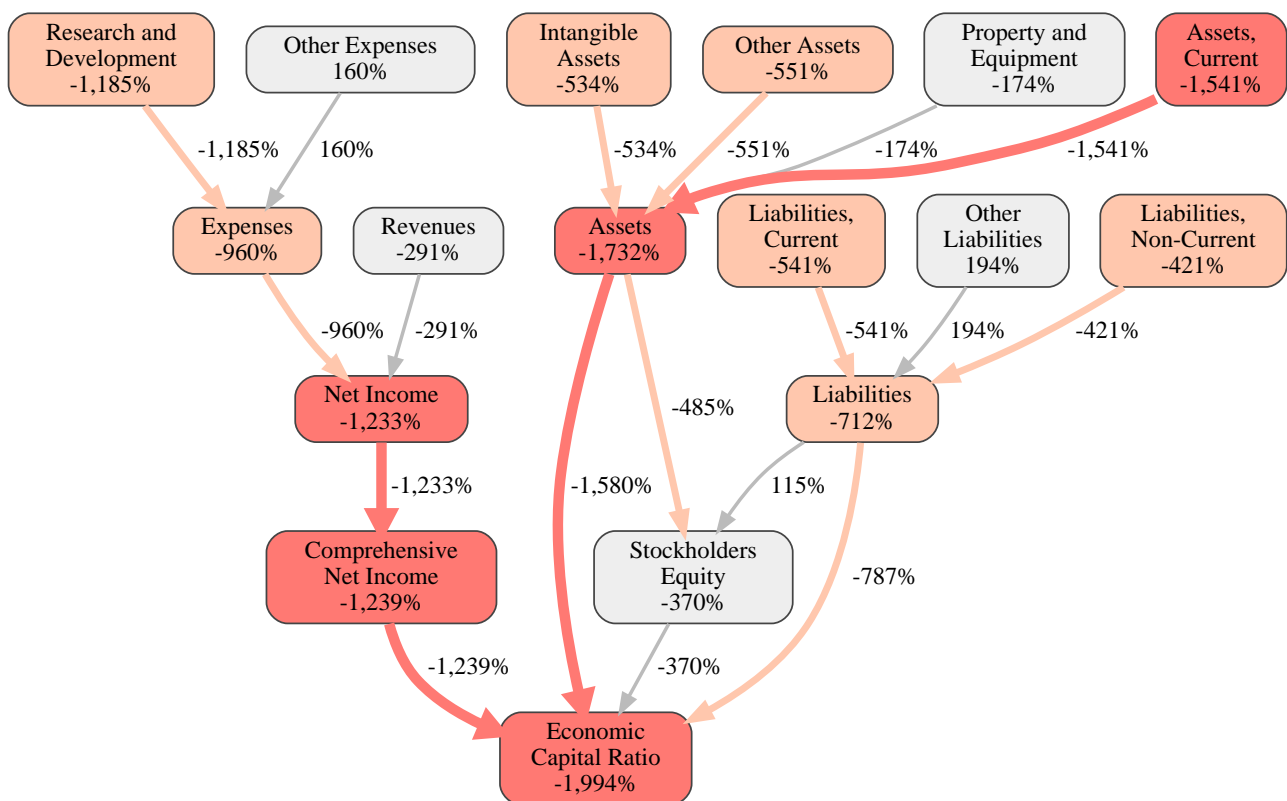 Research and
Development
-1,185%
Other Expenses
160%
Intangible
Assets
-534%
Other Assets
-551%
Property and
Equipment
-174%
Assets,
Current
-1,541%
-1,185%
160%
-534%
-551%
-174%
-1,541%
Expenses
-960%
Revenues
-291%
Assets
-1,732%
Liabilities,
Current
-541%
Other
Liabilities
194%
Liabilities,
Non-Current
-421%
-960%
-291%
-541%
194%
-421%
Net Income
-1,233%
-485%
Liabilities
-712%
-1,233%
-1,580%
115%
Comprehensive
Net Income
-1,239%
Stockholders
Equity
-370%
-787%
-1,239%
-370%
Economic
Capital Ratio
-1,994%